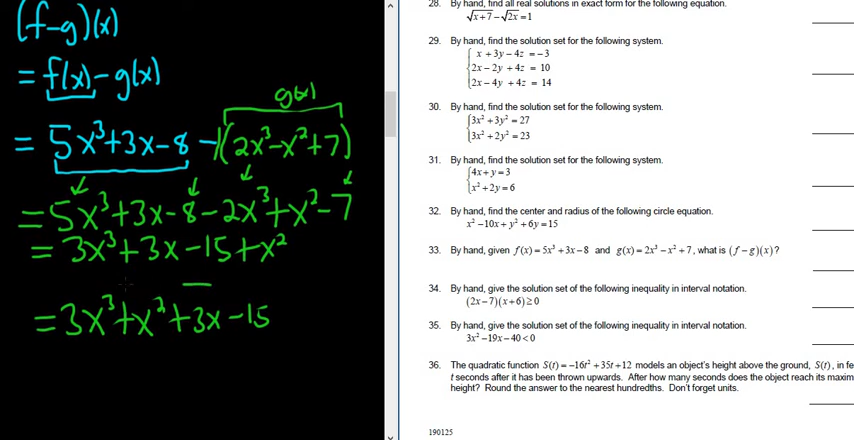 (f-g)(x)
= f(x) - g(x)
g(x)
= 5x³+3x-8 -1(2x³-x²+7)
= 5x³+3x-8-2x³+x²-7
= 3x³+3x-15+x²
= 3x³+x²+3x-15
28. By hand, find all real solutions in exact form for the following equation.
√x+7 - √2x = 1
29. By hand, find the solution set for the following system.
x + 3y - 4z = -3
2x - 2y + 4z = 10
2x - 4y + 4z = 14
30. By hand, find the solution set for the following system.
3x² + 3y² = 27
3x² + 2y² = 23
31. By hand, find the solution set for the following system.
4x + y = 3
x² + 2y = 6
32. By hand, find the center and radius of the following circle equation.
x² - 10x + y² + 6y = 15
33. By hand, given f(x) = 5x³ + 3x - 8 and g(x) = 2x³ - x² + 7, what is (f - g)(x)?
34. By hand, give the solution set of the following inequality in interval notation.
(2x - 7)(x + 6) ≥ 0
35. By hand, give the solution set of the following inequality in interval notation.
3x² - 19x - 40 < 0
36. The quadratic function S(t) = -16t² + 35t + 12 models an object's height above the ground, S(t), in fe
t seconds after it has been thrown upwards. After how many seconds does the object reach its maxim
height? Round the answer to the nearest hundredths. Don't forget units.
190125